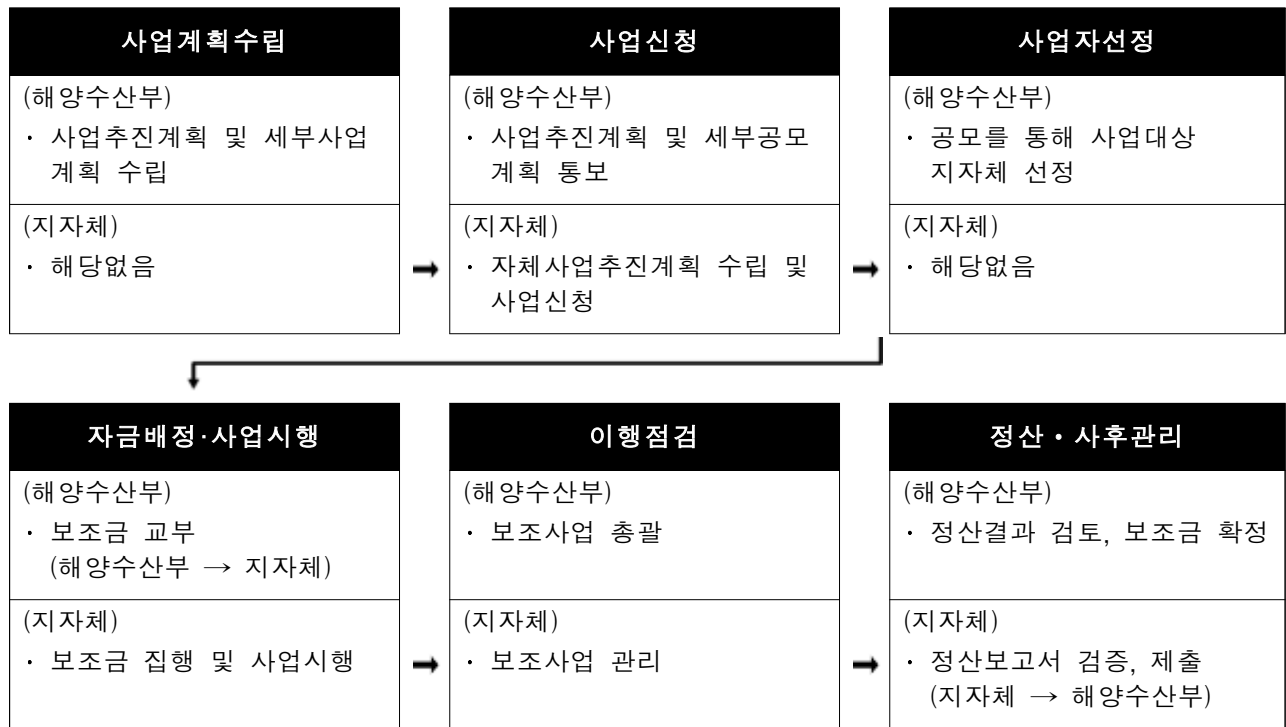 사업계획수립
(해양수산부)
· 사업추진계획 및 세부사업
계획 수립
(지자체)
· 해당없음
➡
사업신청
(해양수산부)
· 사업추진계획 및 세부공모
계획 통보
(지자체)
· 자체사업추진계획 수립 및
사업신청
➡
사업자선정
(해양수산부)
· 공모를 통해 사업대상
지자체 선정
(지자체)
· 해당없음
자금배정·사업시행
(해양수산부)
· 보조금 교부
(해양수산부 → 지자체)
(지자체)
· 보조금 집행 및 사업시행
➡
이행점검
(해양수산부)
· 보조사업 총괄
(지자체)
· 보조사업 관리
➡
정산·사후관리
(해양수산부)
· 정산결과 검토, 보조금 확정
(지자체)
· 정산보고서 검증, 제출
(지자체 → 해양수산부)